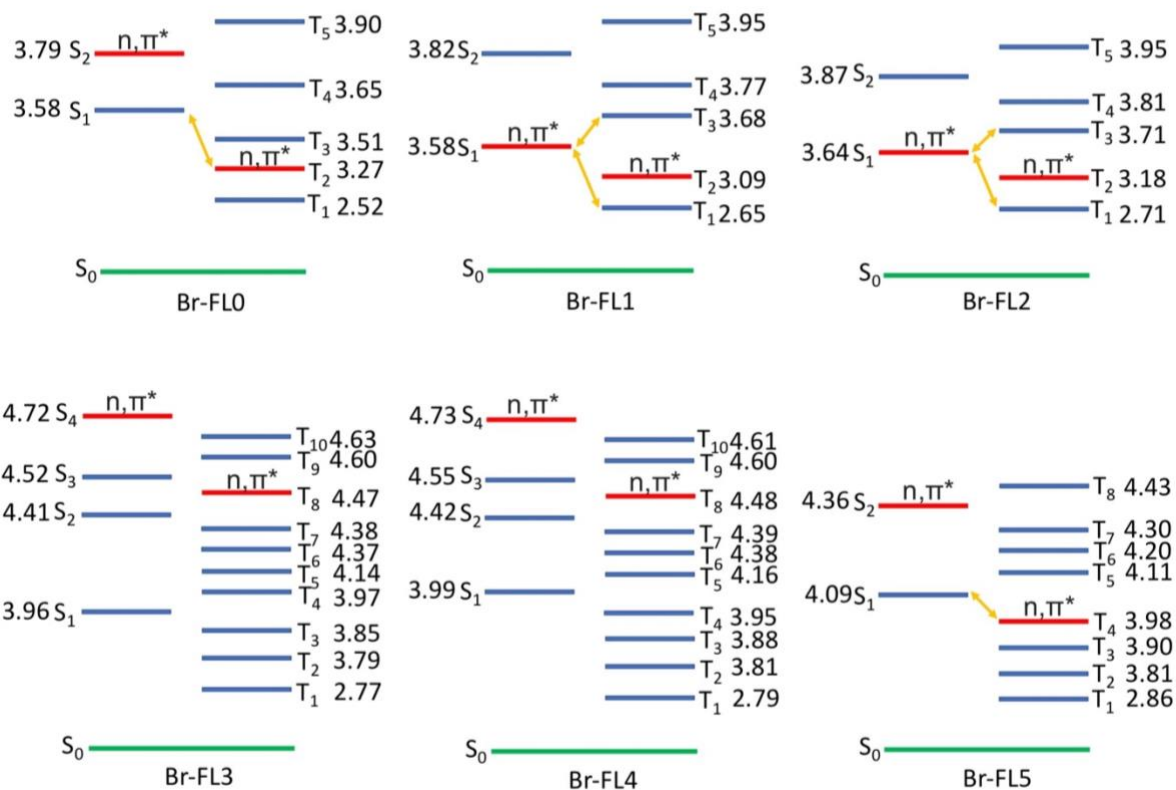 n,π*
3.79 S₂
T₅ 3.90
3.58 S₁
T₄ 3.65
T₃ 3.51
n,π*
T₂ 3.27
T₁ 2.52
S₀
Br-FL0
T₅ 3.95
3.82 S₂
T₄ 3.77
T₃ 3.68
n,π*
3.58 S₁
n,π*
T₂ 3.09
T₁ 2.65
S₀
Br-FL1
T₅ 3.95
3.87 S₂
T₄ 3.81
T₃ 3.71
n,π*
3.64 S₁
n,π*
T₂ 3.18
T₁ 2.71
S₀
Br-FL2
n,π*
4.72 S₄
T₁₀ 4.63
T₉ 4.60
4.52 S₃
n,π*
T₈ 4.47
4.41 S₂
T₇ 4.38
T₆ 4.37
T₅ 4.14
T₄ 3.97
3.96 S₁
T₃ 3.85
T₂ 3.79
T₁ 2.77
S₀
Br-FL3
n,π*
4.73 S₄
T₁₀ 4.61
T₉ 4.60
4.55 S₃
n,π*
T₈ 4.48
4.42 S₂
T₇ 4.39
T₆ 4.38
T₅ 4.16
3.99 S₁
T₄ 3.95
T₃ 3.88
T₂ 3.81
T₁ 2.79
S₀
Br-FL4
T₈ 4.43
n,π*
4.36 S₂
T₇ 4.30
T₆ 4.20
T₅ 4.11
4.09 S₁
n,π*
T₄ 3.98
T₃ 3.90
T₂ 3.81
T₁ 2.86
S₀
Br-FL5